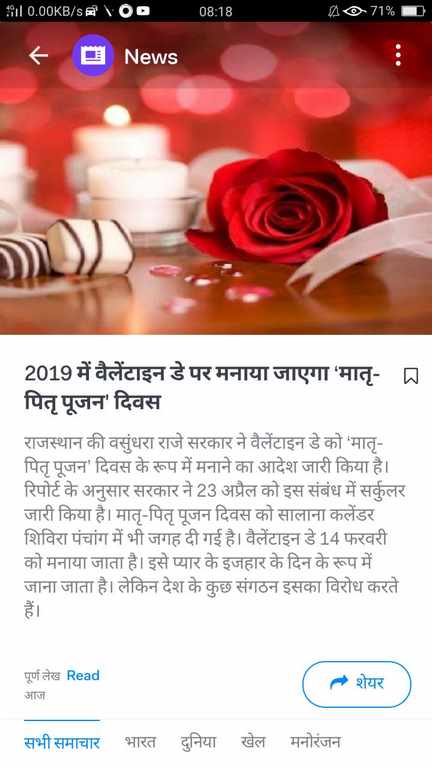 0.00KB/s
08:18
71%
News
2019 में वैलेंटाइन डे पर मनाया जाएगा ‘मातृ-
पितृ पूजन’ दिवस
राजस्थान की वसुंधरा राजे सरकार ने वैलेंटाइन डे को ‘मातृ-
पितृ पूजन’ दिवस के रूप में मनाने का आदेश जारी किया है।
रिपोर्ट के अनुसार सरकार ने 23 अप्रैल को इस संबंध में सर्कुलर
जारी किया है। मातृ-पितृ पूजन दिवस को सालाना कलेंडर
शिविरा पंचांग में भी जगह दी गई है। वैलेंटाइन डे 14 फरवरी
को मनाया जाता है। इसे प्यार के इजहार के दिन के रूप में
जाना जाता है। लेकिन देश के कुछ संगठन इसका विरोध करते
हैं।
पूर्ण लेख Read
आज
शेयर
सभी समाचार भारत दुनिया खेल मनोरंजन